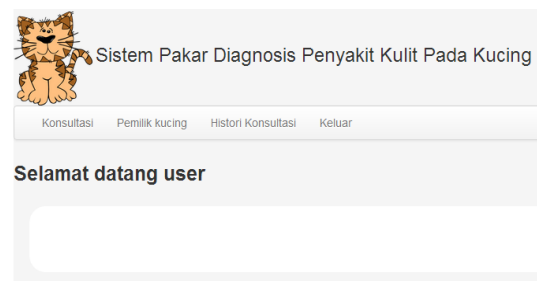 Sistem Pakar Diagnosis Penyakit Kulit Pada Kucing
Konsultasi Pemilik kucing Histori Konsultasi Keluar
Selamat datang user